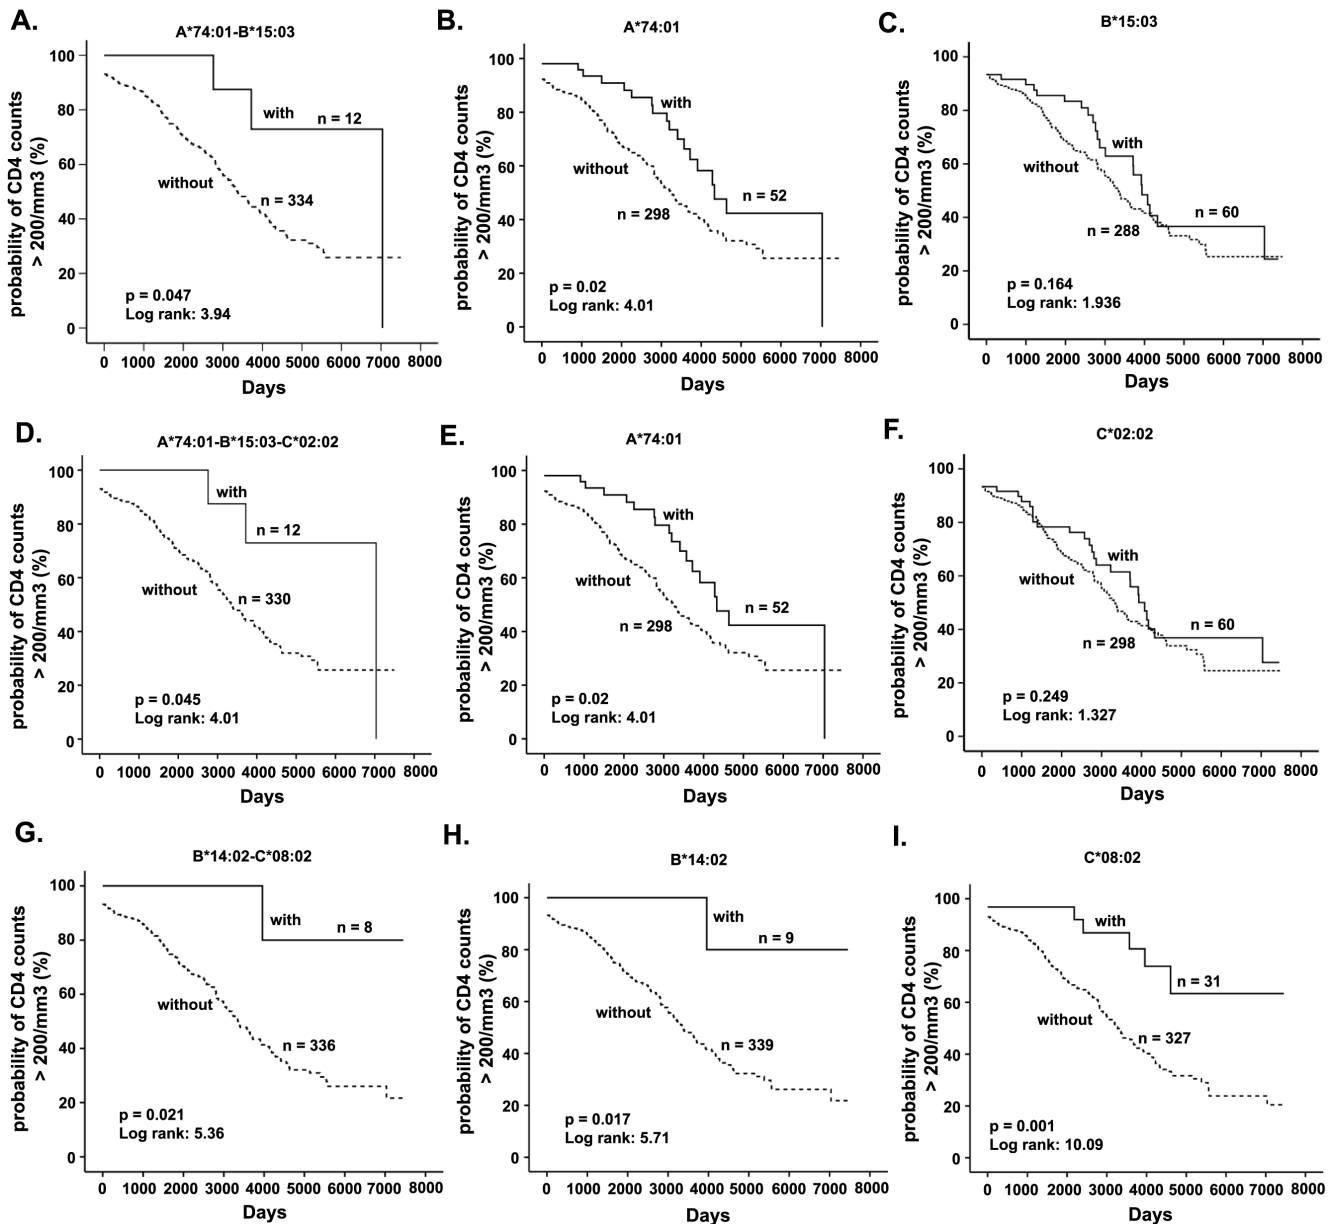 A.
A*74:01-B*15:03
probability of CD4 counts
> 200/mm3 (%)
100
80
60
40
20
0
with
n = 12
without
n = 334
p = 0.047
Log rank: 3.94
0 1000 2000 3000 4000 5000 6000 7000 8000
Days
B.
A*74:01
probability of CD4 counts
> 200/mm3 (%)
100
80
60
40
20
0
with
without
n = 52
n = 298
p = 0.02
Log rank: 4.01
0 1000 2000 3000 4000 5000 6000 7000 8000
Days
C.
B*15:03
probability of CD4 counts
> 200/mm3 (%)
100
80
60
40
20
0
with
without
n = 60
n = 288
p = 0.164
Log rank: 1.936
0 1000 2000 3000 4000 5000 6000 7000 8000
Days
D.
A*74:01-B*15:03-C*02:02
probability of CD4 counts
> 200/mm3 (%)
100
80
60
40
20
0
with
n = 12
without
n = 330
p = 0.045
Log rank: 4.01
0 1000 2000 3000 4000 5000 6000 7000 8000
Days
E.
A*74:01
probability of CD4 counts
> 200/mm3 (%)
100
80
60
40
20
0
with
without
n = 52
n = 298
p = 0.02
Log rank: 4.01
0 1000 2000 3000 4000 5000 6000 7000 8000
Days
F.
C*02:02
probability of CD4 counts
> 200/mm3 (%)
100
80
60
40
20
0
with
without
n = 60
n = 298
p = 0.249
Log rank: 1.327
0 1000 2000 3000 4000 5000 6000 7000 8000
Days
G.
B*14:02-C*08:02
probability of CD4 counts
> 200/mm3 (%)
100
80
60
40
20
0
with
n = 8
without
n = 336
p = 0.021
Log rank: 5.36
0 1000 2000 3000 4000 5000 6000 7000 8000
Days
H.
B*14:02
probability of CD4 counts
> 200/mm3 (%)
100
80
60
40
20
0
with
n = 9
without
n = 339
p = 0.017
Log rank: 5.71
0 1000 2000 3000 4000 5000 6000 7000 8000
Days
I.
C*08:02
probability of CD4 counts
> 200/mm3 (%)
100
80
60
40
20
0
with
n = 31
without
n = 327
p = 0.001
Log rank: 10.09
0 1000 2000 3000 4000 5000 6000 7000 8000
Days